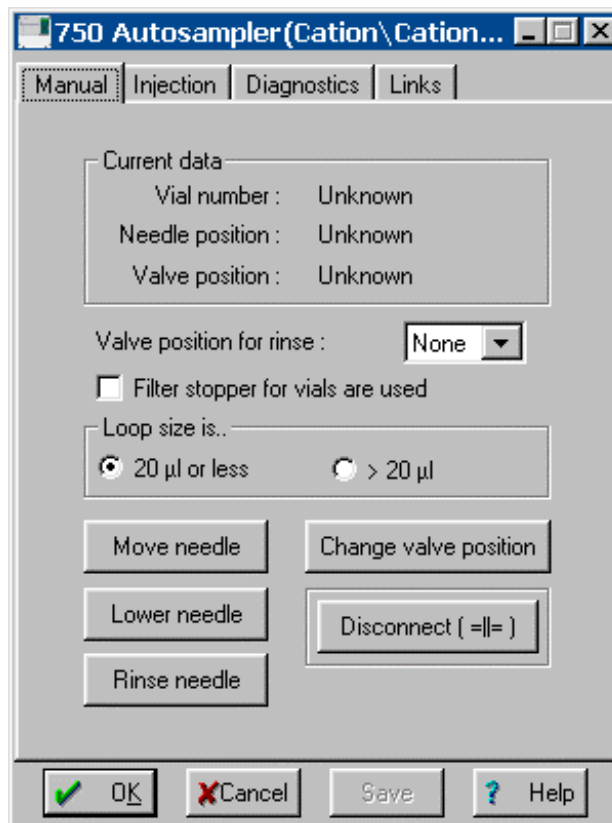 750 Autosampler(Cation\Cation...
Manual Injection Diagnostics Links
Current data
Vial number : Unknown
Needle position : Unknown
Valve position : Unknown
Valve position for rinse : None
Filter stopper for vials are used
Loop size is..
20 µl or less > 20 µl
Move needle Change valve position
Lower needle Disconnect ( =||= )
Rinse needle
OK Cancel Save ? Help